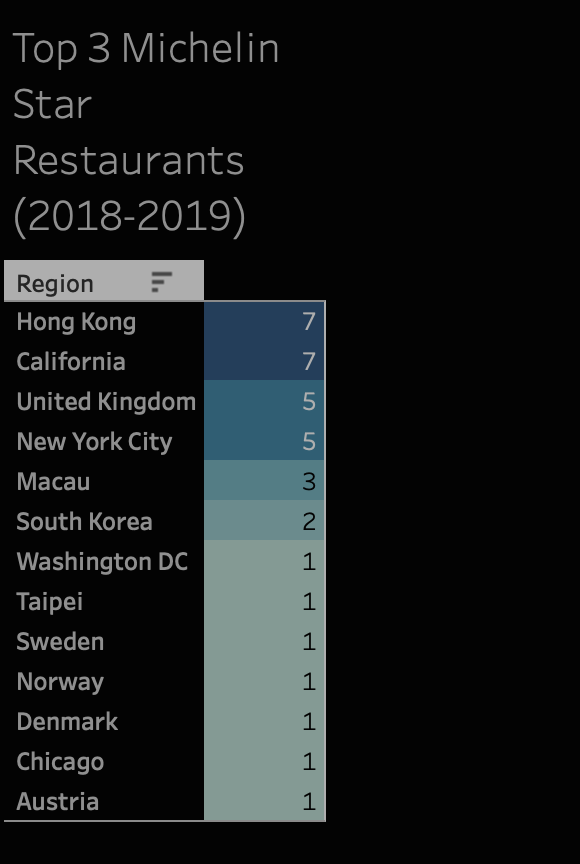 Top 3 Michelin
Star
Restaurants
(2018-2019)
Region
Hong Kong 7
California 7
United Kingdom 5
New York City 5
Macau 3
South Korea 2
Washington DC 1
Taipei 1
Sweden 1
Norway 1
Denmark 1
Chicago 1
Austria 1